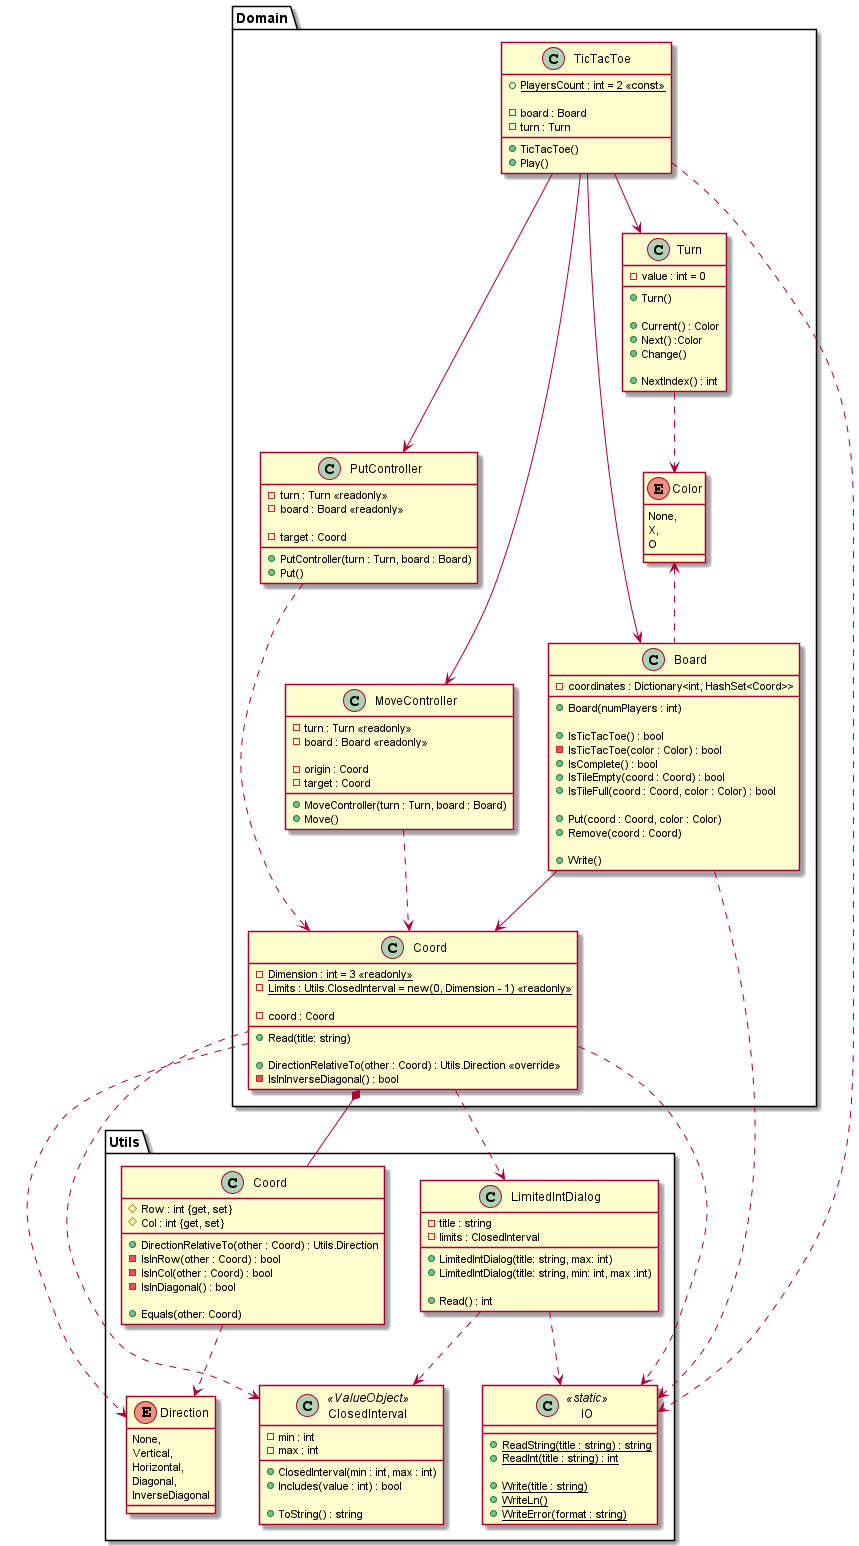 Domain
C TicTacToe
PlayersCount : int = 2 «const»
board : Board
turn : Turn
TicTacToe()
Play()
C Turn
value : int = 0
Turn()
Current() : Color
Next() :Color
Change()
NextIndex() : int
C PutController
turn : Turn «readonly»
board : Board «readonly»
target : Coord
PutController(turn : Turn, board : Board)
Put()
E Color
None,
X,
O
C Board
coordinates : Dictionary<int, HashSet<Coord>>
Board(numPlayers : int)
IsTicTacToe() : bool
IsTicTacToe(color : Color) : bool
IsComplete() : bool
IsTileEmpty(coord : Coord) : bool
IsTileFull(coord : Coord, color : Color) : bool
Put(coord : Coord, color : Color)
Remove(coord : Coord)
Write()
C MoveController
turn : Turn «readonly»
board : Board «readonly»
origin : Coord
target : Coord
MoveController(turn : Turn, board : Board)
Move()
C Coord
Dimension : int = 3 «readonly»
Limits : Utils.ClosedInterval = new(0, Dimension - 1) «readonly»
coord : Coord
Read(title: string)
DirectionRelativeTo(other : Coord) : Utils.Direction «override»
IsInInverseDiagonal() : bool
Utils
C Coord
Row : int {get, set}
Col : int {get, set}
DirectionRelativeTo(other : Coord) : Utils.Direction
IsInRow(other : Coord) : bool
IsInCol(other : Coord) : bool
IsInDiagonal() : bool
Equals(other: Coord)
C LimitedIntDialog
title : string
limits : ClosedInterval
LimitedIntDialog(title: string, max: int)
LimitedIntDialog(title: string, min: int, max :int)
Read() : int
E Direction
None,
Vertical,
Horizontal,
Diagonal,
InverseDiagonal
C «ValueObject»
ClosedInterval
min : int
max : int
ClosedInterval(min : int, max : int)
Includes(value : int) : bool
ToString() : string
C «static»
IO
ReadString(title : string) : string
ReadInt(title : string) : int
Write(title : string)
WriteLn()
WriteError(format : string)